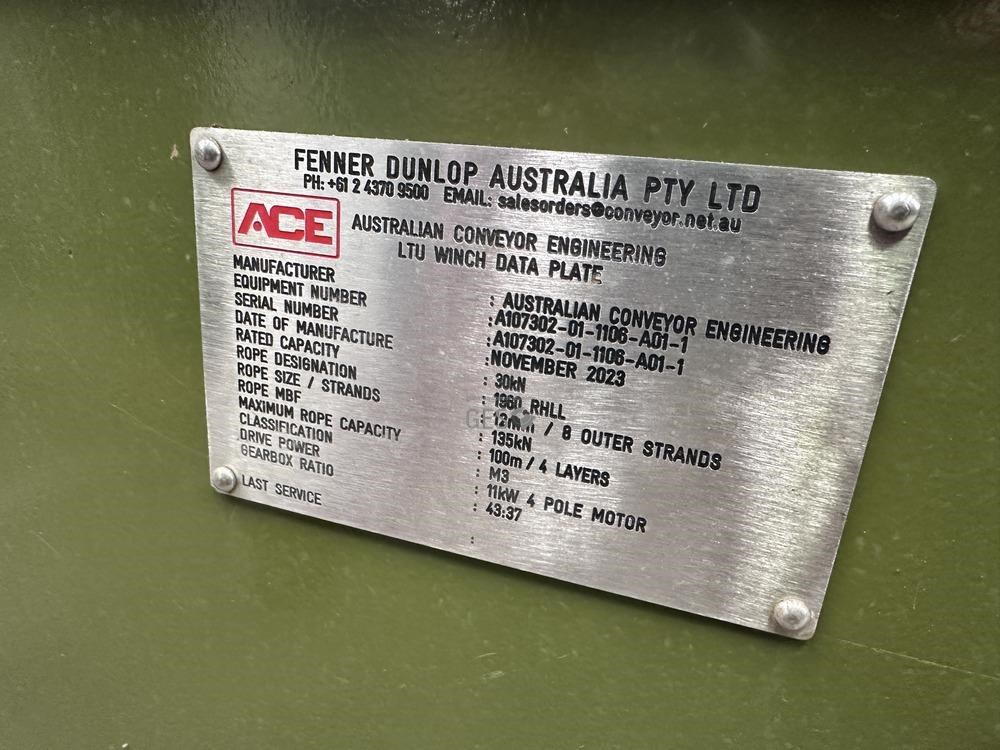 FENNER DUNLOP AUSTRALIA PTY LTD
PH: +61 2 4370 9500 EMAIL: salesorders@conveyor.net.au
ACE AUSTRALIAN CONVEYOR ENGINEERING
LTU WINCH DATA PLATE
MANUFACTURER : AUSTRALIAN CONVEYOR ENGINEERING
EQUIPMENT NUMBER : A107302-01-1106-A01-1
SERIAL NUMBER : A107302-01-1106-A01-1
DATE OF MANUFACTURE : NOVEMBER 2023
RATED CAPACITY : 30kN
ROPE DESIGNATION : 1960 RHLL
ROPE SIZE / STRANDS : 12mm / 8 OUTER STRANDS
ROPE MBF : 135kN
MAXIMUM ROPE CAPACITY : 100m / 4 LAYERS
CLASSIFICATION : M3
DRIVE POWER : 11kW 4 POLE MOTOR
GEARBOX RATIO : 43:37
LAST SERVICE :